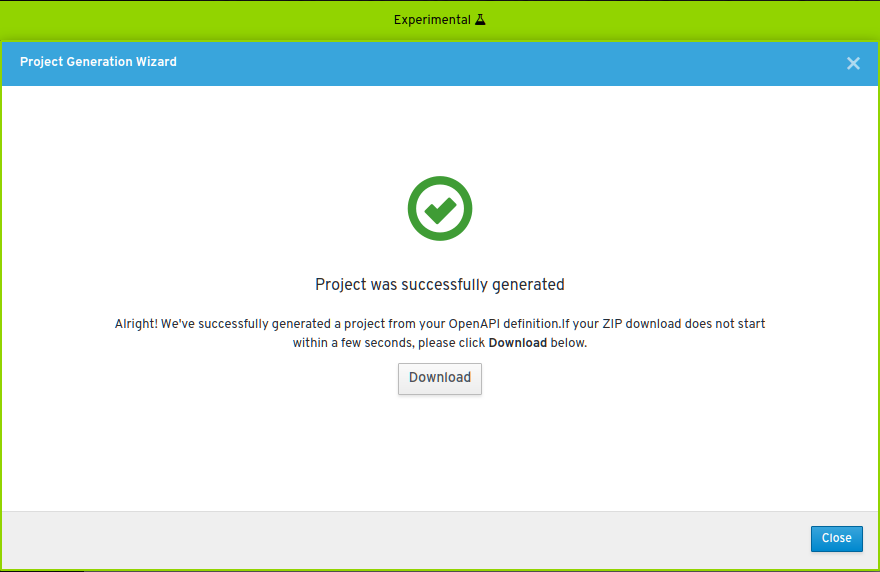 Experimental
Project Generation Wizard
Project was successfully generated
Alright! We've successfully generated a project from your OpenAPI definition.If your ZIP download does not start
within a few seconds, please click Download below.
Download
Close